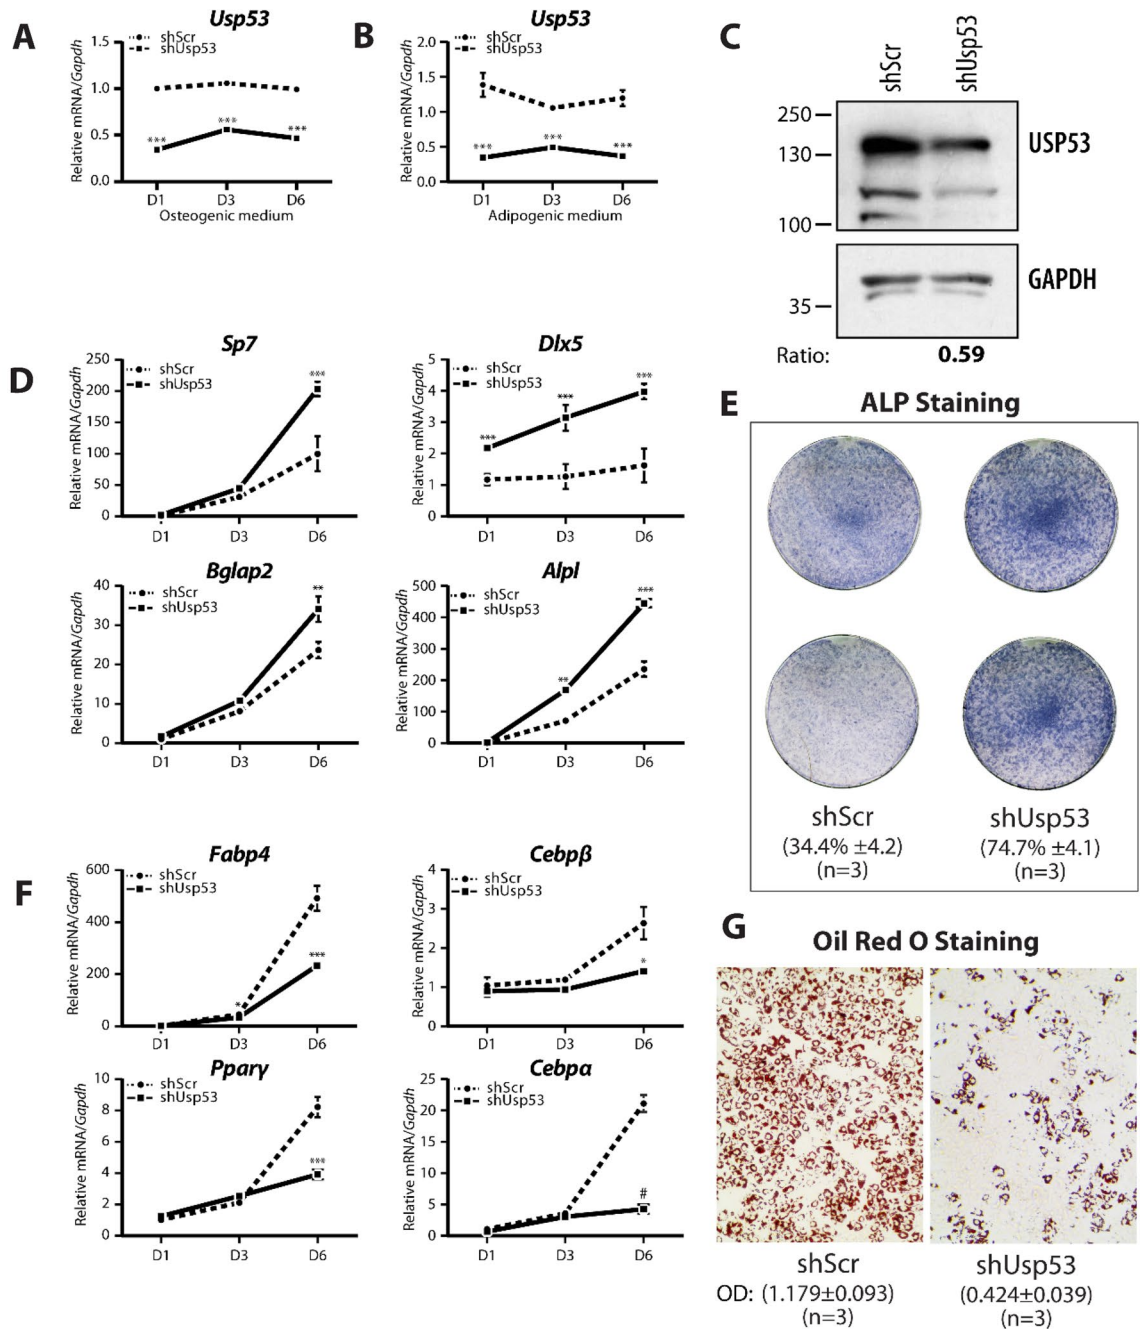 A
Usp53
shScr
shUsp53
Relative mRNA/Gapdh
1.5
1.0
0.5
0.0
***
***
***
D1
D3
D6
Osteogenic medium
B
Usp53
shScr
shUsp53
Relative mRNA/Gapdh
2.0
1.5
1.0
0.5
0.0
***
***
***
D1
D3
D6
Adipogenic medium
C
shScr
shUsp53
250
130
100
USP53
35
GAPDH
Ratio: 0.59
D
Sp7
shScr
shUsp53
Relative mRNA/Gapdh
250
200
150
100
50
0
***
D1
D3
D6
Dlx5
shScr
shUsp53
Relative mRNA/Gapdh
5
4
3
2
1
0
***
***
***
D1
D3
D6
Bglap2
shScr
shUsp53
Relative mRNA/Gapdh
40
30
20
10
0
**
D1
D3
D6
Alpl
shScr
shUsp53
Relative mRNA/Gapdh
500
400
300
200
100
0
**
***
D1
D3
D6
E
ALP Staining
shScr
(34.4% ±4.2)
(n=3)
shUsp53
(74.7% ±4.1)
(n=3)
F
Fabp4
shScr
shUsp53
Relative mRNA/Gapdh
600
400
200
0
*
***
D1
D3
D6
Cebpβ
shScr
shUsp53
Relative mRNA/Gapdh
4
3
2
1
0
*
D1
D3
D6
Pparγ
shScr
shUsp53
Relative mRNA/Gapdh
10
8
6
4
2
0
***
D1
D3
D6
Cebpα
shScr
shUsp53
Relative mRNA/Gapdh
25
20
15
10
5
0
#
D1
D3
D6
G
Oil Red O Staining
shScr
OD: (1.179±0.093)
(n=3)
shUsp53
(0.424±0.039)
(n=3)